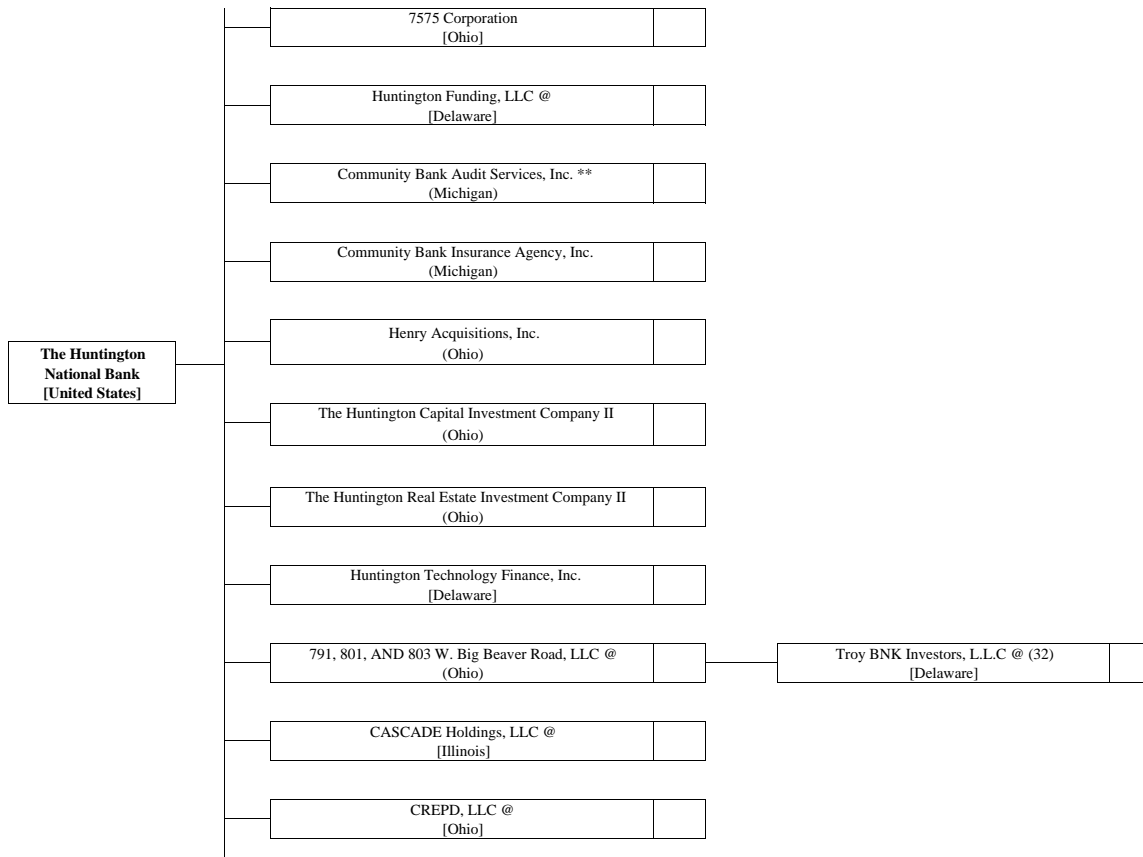 7575 Corporation
[Ohio]
Huntington Funding, LLC @
[Delaware]
Community Bank Audit Services, Inc. **
(Michigan)
Community Bank Insurance Agency, Inc.
(Michigan)
Henry Acquisitions, Inc.
(Ohio)
The Huntington
National Bank
[United States]
The Huntington Capital Investment Company II
(Ohio)
The Huntington Real Estate Investment Company II
(Ohio)
Huntington Technology Finance, Inc.
[Delaware]
791, 801, AND 803 W. Big Beaver Road, LLC @
(Ohio)
Troy BNK Investors, L.L.C @ (32)
[Delaware]
CASCADE Holdings, LLC @
[Illinois]
CREPD, LLC @
[Ohio]